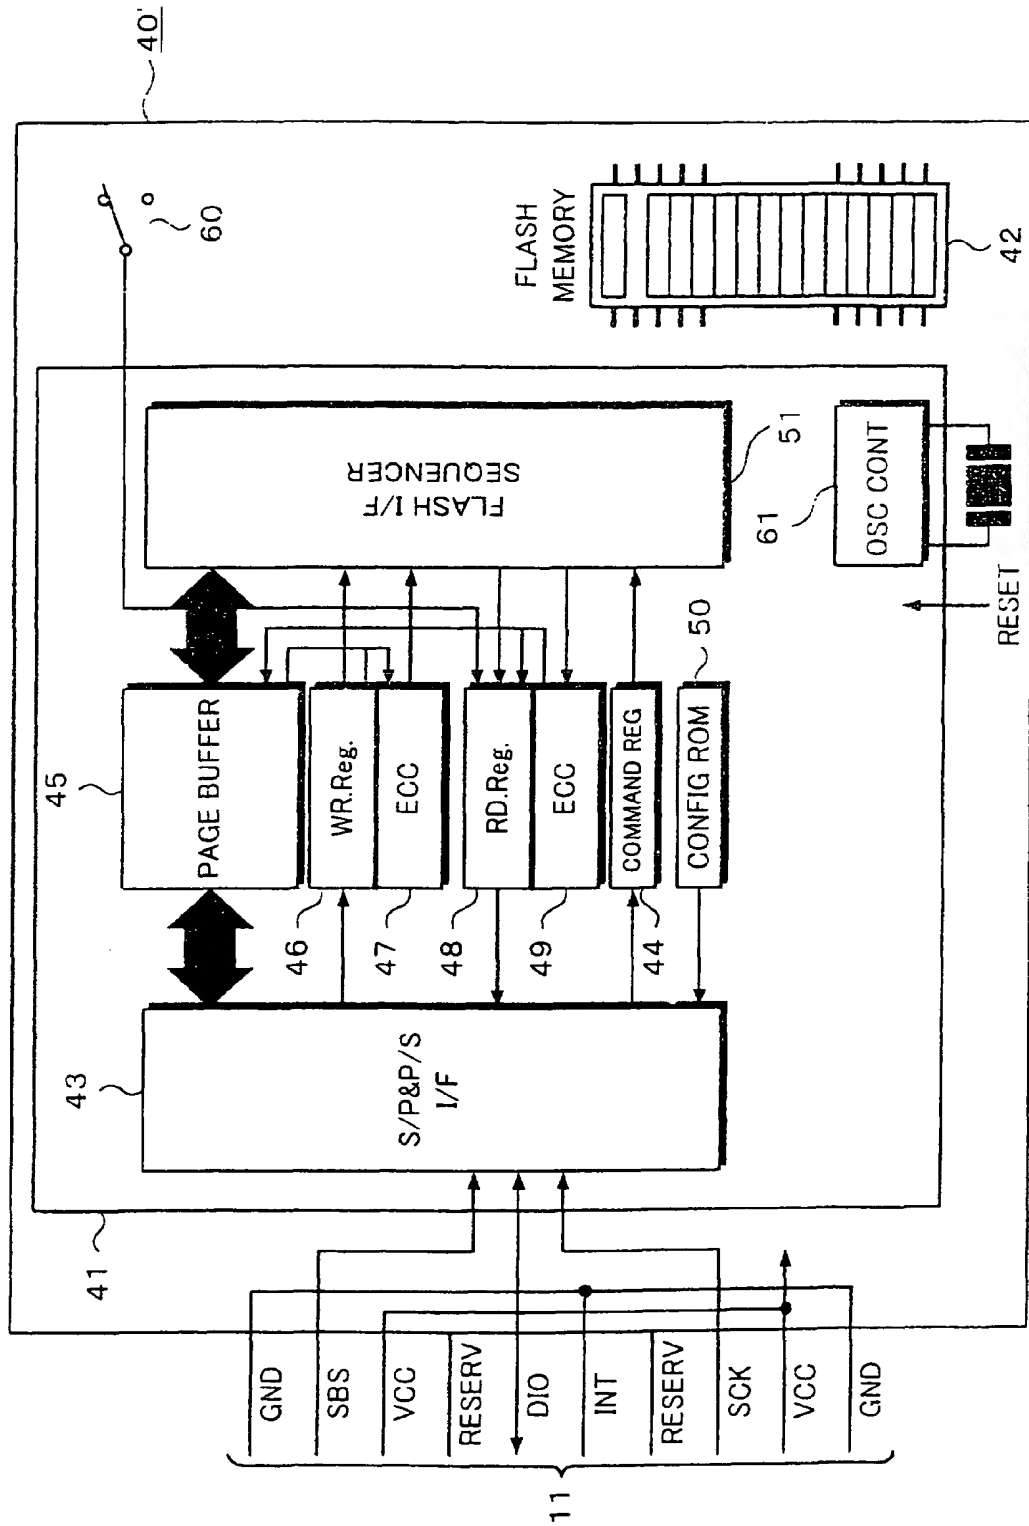 40'
60
FLASH
MEMORY
42
FLASH I/F
SEQUENCER
51
61
OSC CONT
RESET
45
PAGE BUFFER
46
WR.Reg.
47
ECC
48
RD.Reg.
49
ECC
44
COMMAND REG
50
CONFIG ROM
43
S/P&P/S
I/F
41
GND
SBS
VCC
RESERV
DIO
INT
RESERV
SCK
VCC
GND
11